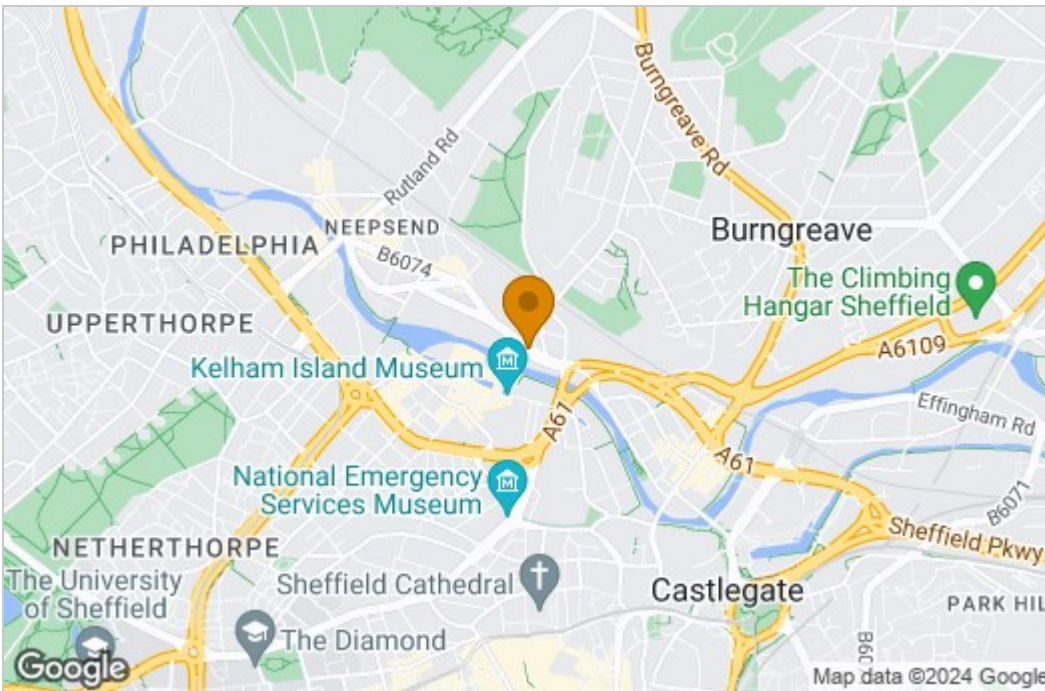 Burngreave Rd
Rutland Rd
NEEPSEND
Burngreave
PHILADELPHIA
B6074
The Climbing
Hangar Sheffield
UPPERTHORPE
A6109
Kelham Island Museum
A61
Effingham Rd
A61
National Emergency
Services Museum
B6071
Sheffield Pkwy
NETHERTHORPE
The University
of Sheffield
Sheffield Cathedral
Castlegate
PARK HIL
The Diamond
B60
Google
Map data ©2024 Google